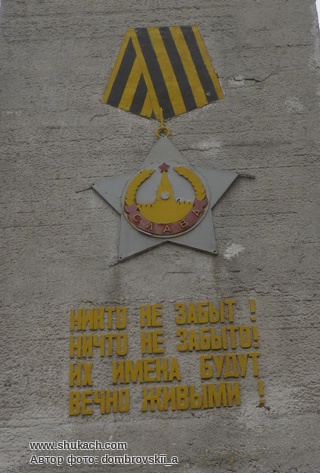 СЛАВА
НИКТО НЕ ЗАБЫТ !
НИЧТО НЕ ЗАБЫТО!
ИХ ИМЕНА БУДУТ
ВЕЧНО ЖИВЫМИ !
www.shukach.com
Автор фото: dombrovskii_a